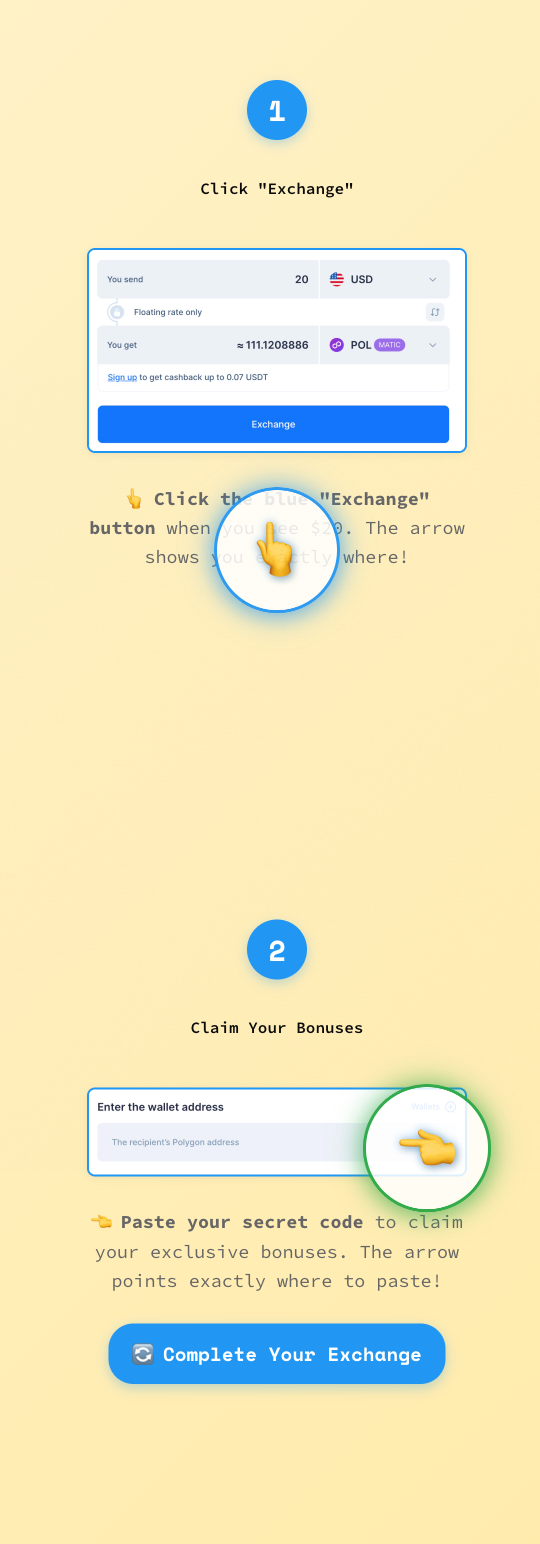 1
Click "Exchange"
You send 20 USD
Floating rate only
You get ≈ 111.1208886 POL MATIC
Sign up to get cashback up to 0.07 USDT
Exchange
👆 Click the blue "Exchange"
button when you see $20. The arrow
shows you exactly where!
2
Claim Your Bonuses
Enter the wallet address Wallets
The recipient's Polygon address
👈 Paste your secret code to claim
your exclusive bonuses. The arrow
points exactly where to paste!
🔄 Complete Your Exchange